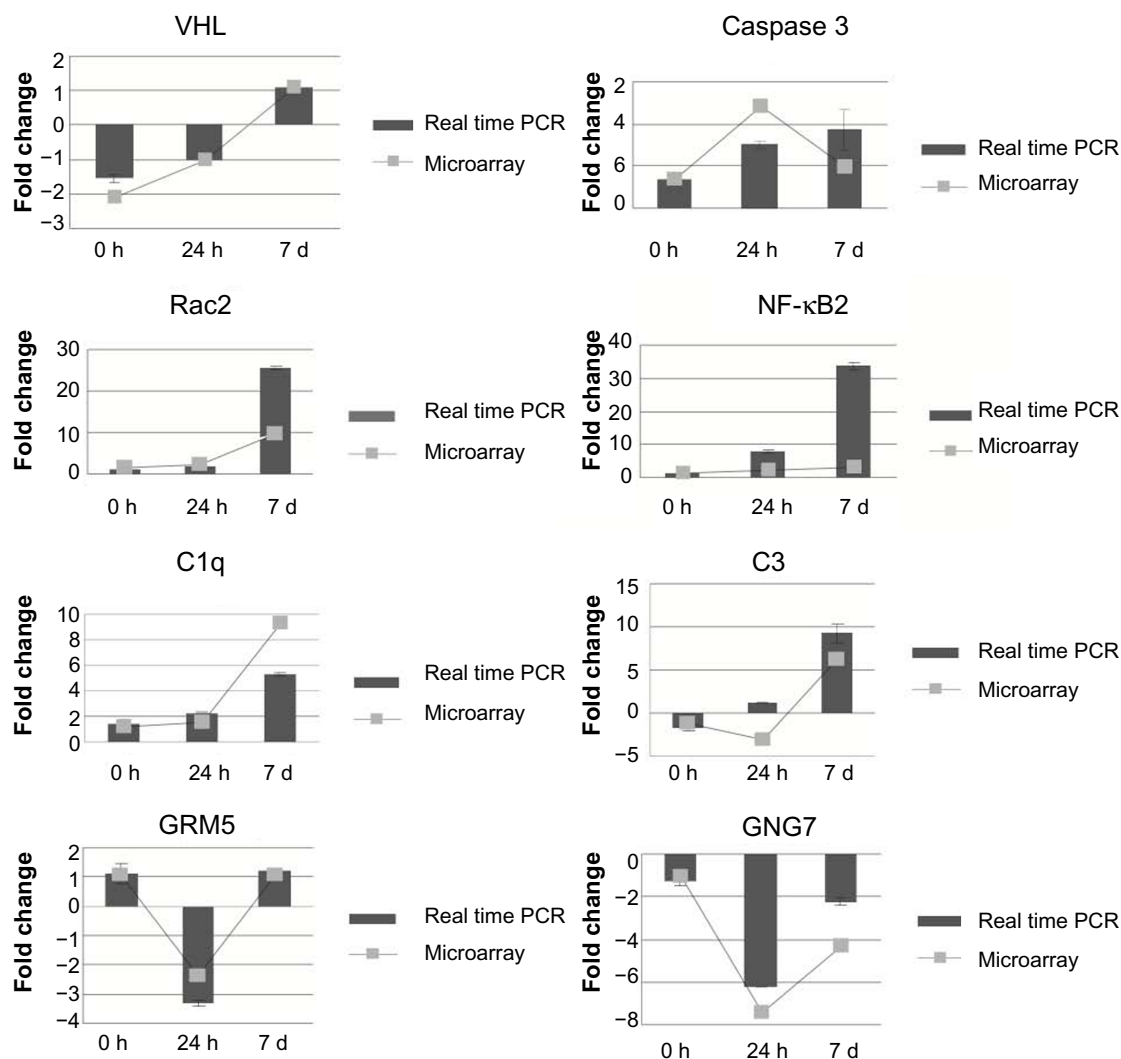 VHL
Fold change
2
1
0
−1
−2
−3
0 h 24 h 7 d
Real time PCR
Microarray
Caspase 3
Fold change
2
4
6
0
0 h 24 h 7 d
Real time PCR
Microarray
Rac2
Fold change
30
20
10
0
0 h 24 h 7 d
Real time PCR
Microarray
NF-κB2
Fold change
40
30
20
10
0
0 h 24 h 7 d
Real time PCR
Microarray
C1q
Fold change
10
8
6
4
2
0
0 h 24 h 7 d
Real time PCR
Microarray
C3
Fold change
15
10
5
0
−5
0 h 24 h 7 d
Real time PCR
Microarray
GRM5
Fold change
2
1
0
−1
−2
−3
−4
0 h 24 h 7 d
Real time PCR
Microarray
GNG7
Fold change
0
−2
−4
−6
−8
0 h 24 h 7 d
Real time PCR
Microarray